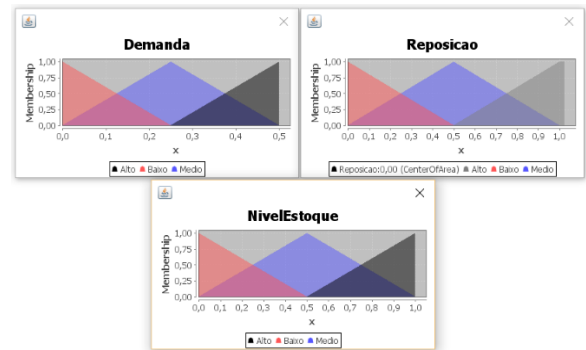 Demanda
Membership
1,00
0,75
0,50
0,25
0,00
0,0 0,1 0,2 0,3 0,4 0,5
x
Alto Baixo Medio
Reposicao
Membership
1,00
0,75
0,50
0,25
0,00
0,0 0,1 0,2 0,3 0,4 0,5 0,6 0,7 0,8 0,9 1,0
x
Reposicao:0,00 (CenterOfArea) Alto Baixo Medio
NivelEstoque
Membership
1,00
0,75
0,50
0,25
0,00
0,0 0,1 0,2 0,3 0,4 0,5 0,6 0,7 0,8 0,9 1,0
x
Alto Baixo Medio